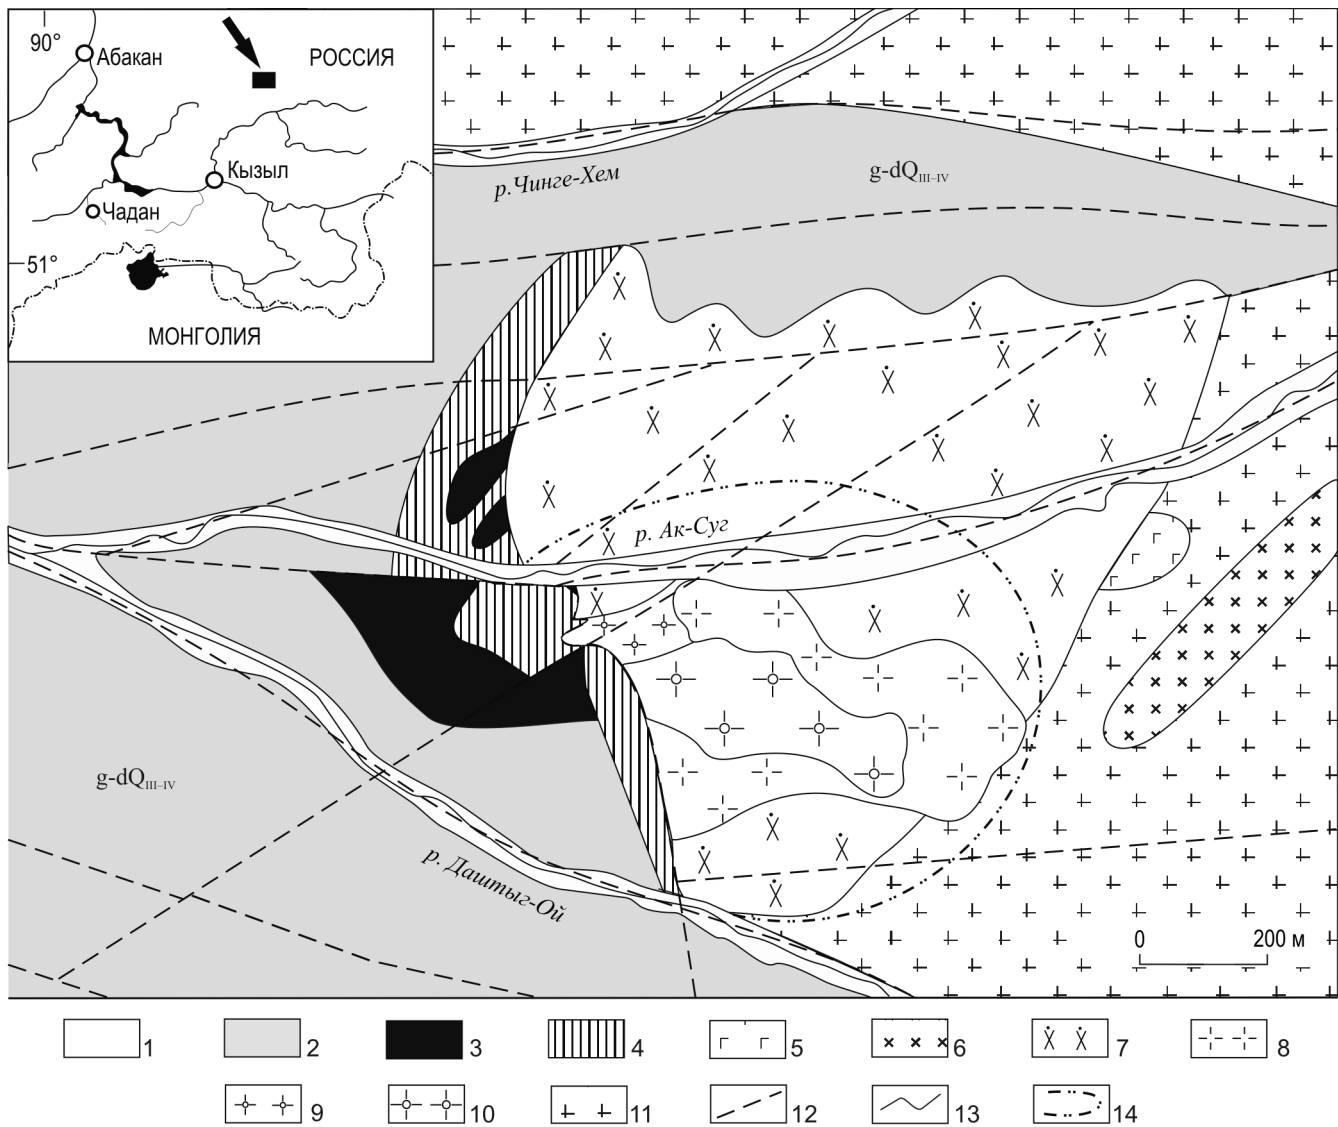 90°
Абакан
РОССИЯ
Кызыл
Чадан
51°
МОНГОЛИЯ
р.Чинге-Хем
g-dQIII–IV
р. Ак-Суг
g-dQIII–IV
р. Даштыг-Ой
0 200 м
1 2 3 4 5 6 7 8
9 10 11 12 13 14